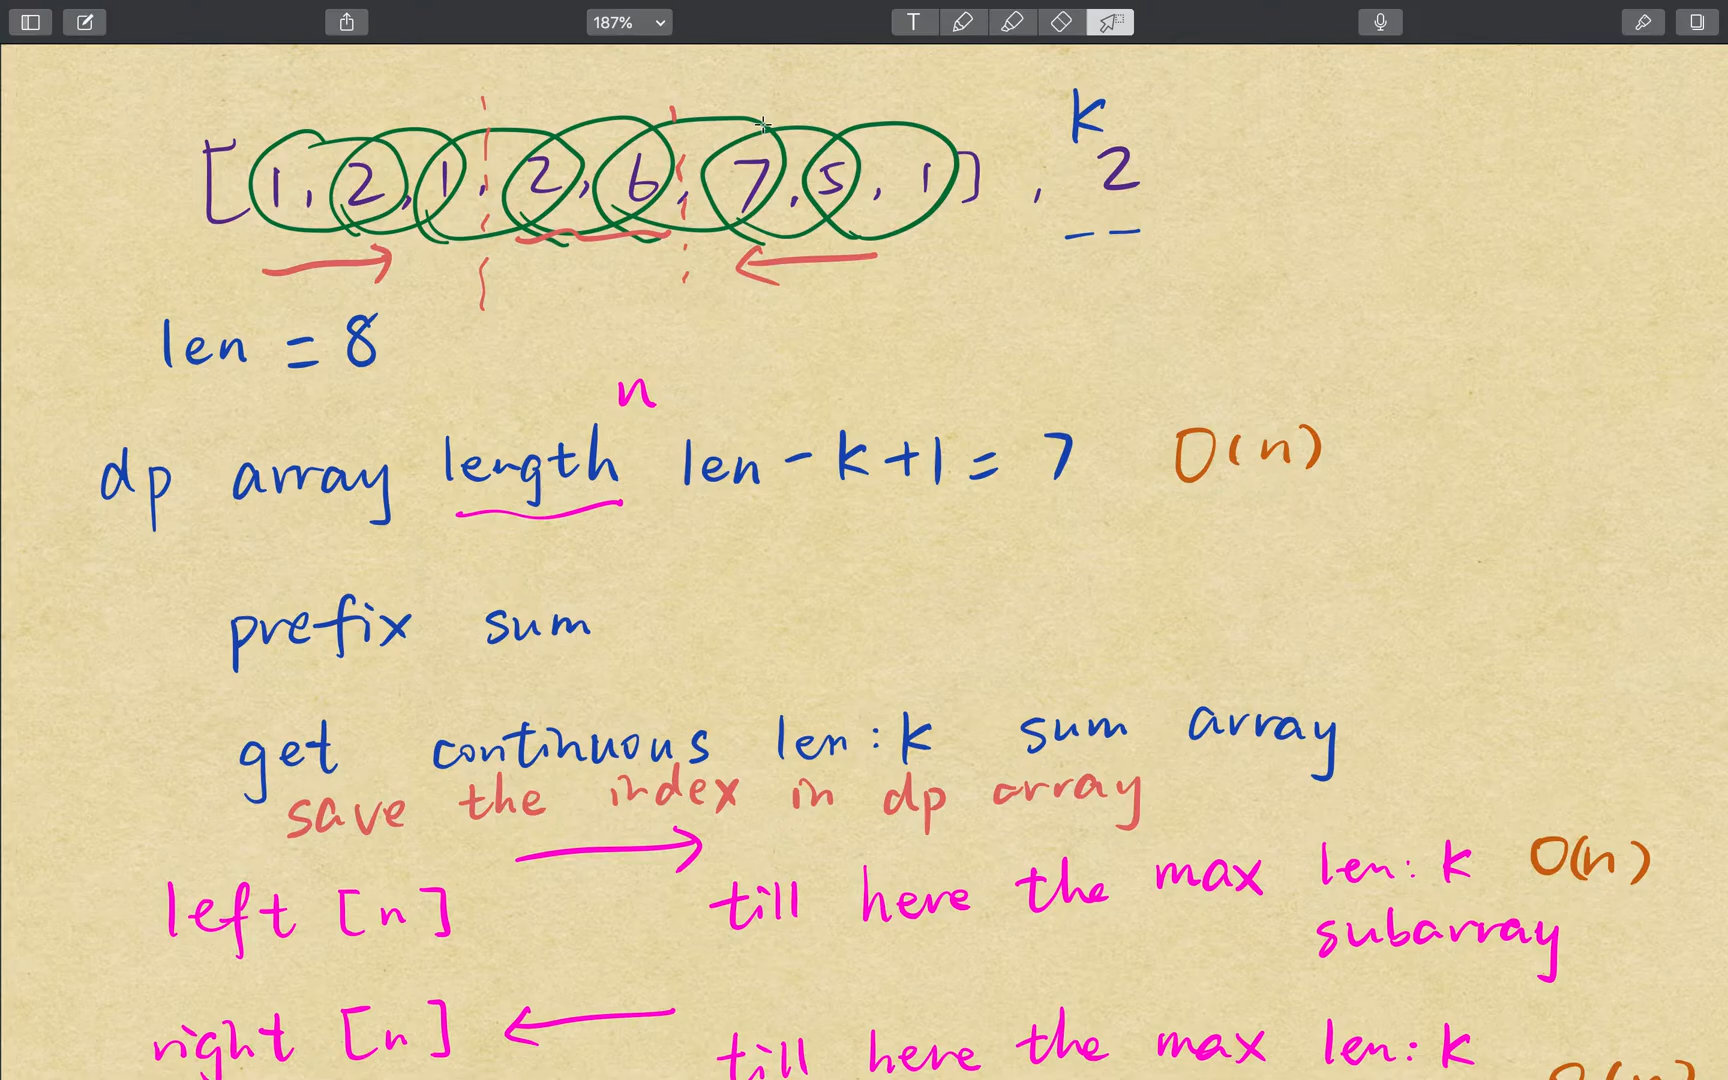 187%
T
k
[1, 2, 1, 2, 6, 7, 5, 1] , 2
len = 8
n
dp array length len - k + 1 = 7 O(n)
prefix sum
get continuous len: k sum array
save the index in dp array
left [n] till here the max len: k O(n)
subarray
right [n] till here the max len: k
O(n)